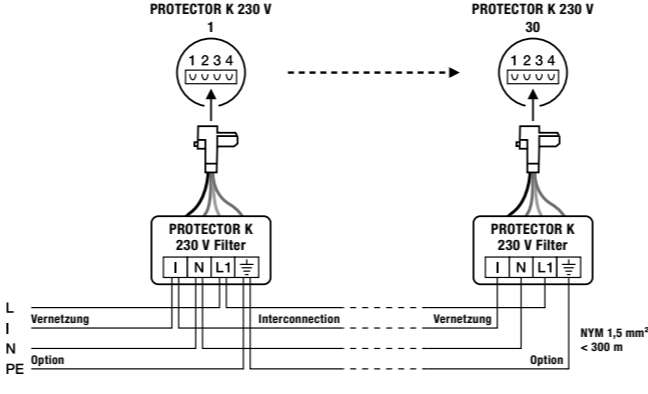 PROTECTOR K 230 V
1
1 2 3 4
PROTECTOR K
230 V Filter
I N L1
PROTECTOR K 230 V
30
1 2 3 4
PROTECTOR K
230 V Filter
I N L1
L
Vernetzung Interconnection Vernetzung
I
N
Option Option
PE
NYM 1,5 mm²
< 300 m